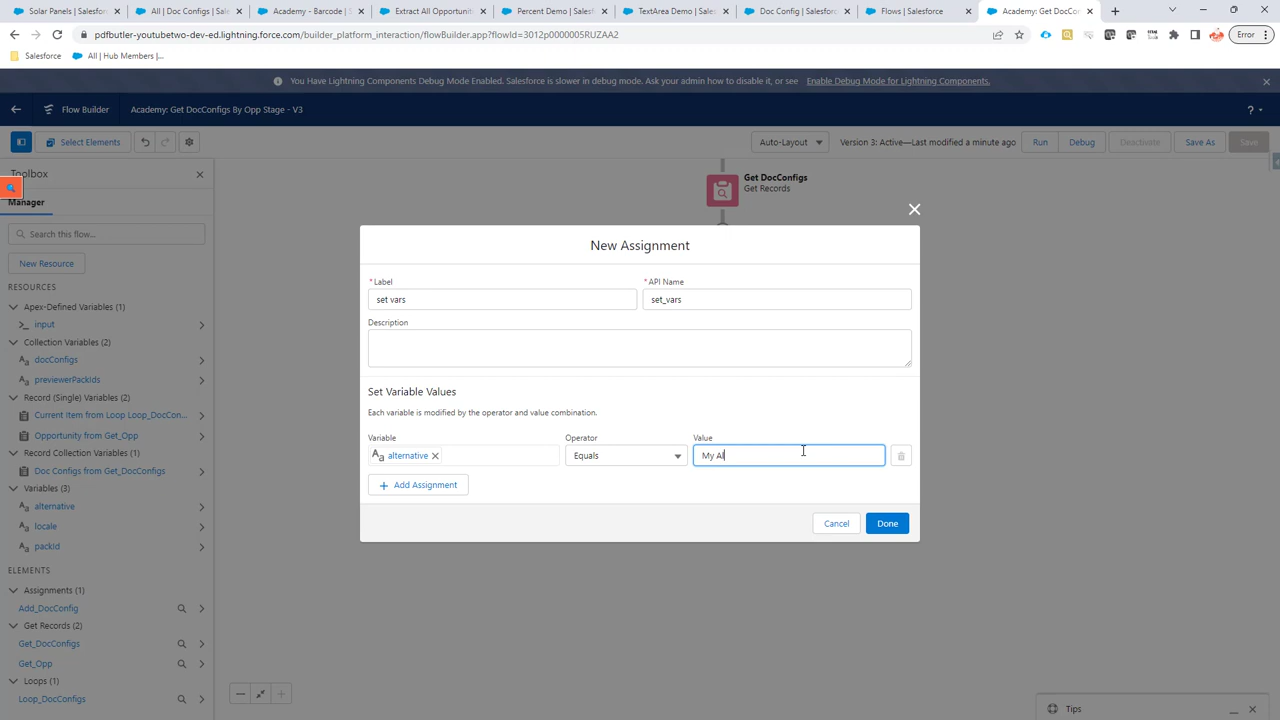 Solar Panels | Salesfor
All | Doc Configs | Sale
Academy - Barcode | S
Extract All Opportunit
Percent Demo | Salesf
TextArea Demo | Sales
Doc Config | Salesforc
Flows | Salesforce
Academy: Get DocCon
pdfbutler-youtubetwo-dev-ed.lightning.force.com/builder_platform_interaction/flowBuilder.app?flowId=3012p0000005RUZAA2
Error
Salesforce
All | Hub Members |...
You Have Lightning Components Debug Mode Enabled. Salesforce is slower in debug mode. Ask your admin how to disable it, or see Enable Debug Mode for Lightning Components.
Flow Builder
Academy: Get DocConfigs By Opp Stage - V3
?
Select Elements
Auto-Layout
Version 3: Active—Last modified a minute ago
Run
Debug
Deactivate
Save As
Save
Toolbox
Manager
Search this flow...
New Resource
RESOURCES
Apex-Defined Variables (1)
input
Collection Variables (2)
docConfigs
previewerPackIds
Record (Single) Variables (2)
Current Item from Loop Loop_DocCon...
Opportunity from Get_Opp
Record Collection Variables (1)
Doc Configs from Get_DocConfigs
Variables (3)
alternative
locale
packId
ELEMENTS
Assignments (1)
Add_DocConfig
Get Records (2)
Get_DocConfigs
Get_Opp
Loops (1)
Loop_DocConfigs
Get DocConfigs
Get Records
New Assignment
*Label
set vars
*API Name
set_vars
Description
Set Variable Values
Each variable is modified by the operator and value combination.
Variable
Operator
Value
Aa alternative
Equals
My Al
Add Assignment
Cancel
Done
Tips